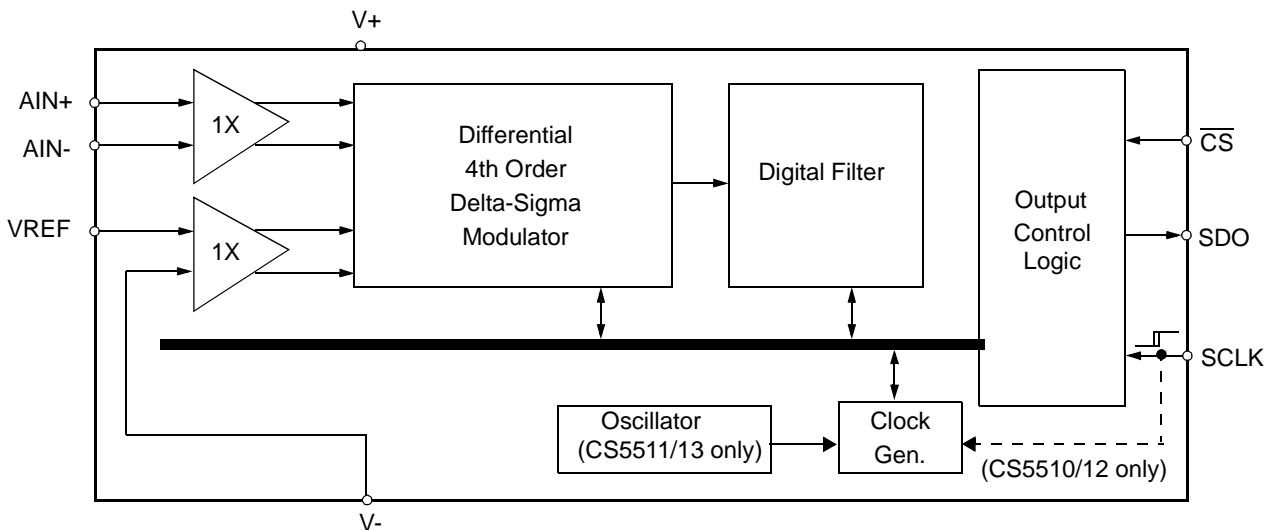 V+
AIN+
AIN-
VREF
1X
1X
Differential
4th Order
Delta-Sigma
Modulator
Digital Filter
Output
Control
Logic
CS
SDO
SCLK
Oscillator
(CS5511/13 only)
Clock
Gen.
(CS5510/12 only)
V-